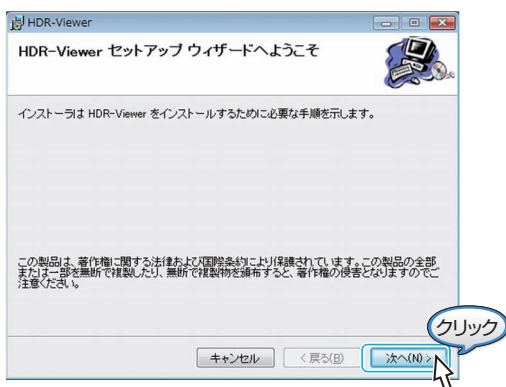 HDR-Viewer
HDR-Viewer セットアップ ウィザードへようこそ
インストーラは HDR-Viewer をインストールするために必要な手順を示します。
この製品は、著作権に関する法律および国際条約により保護されています。この製品の全部
または一部を無断で複製したり、無断で複製物を頒布すると、著作権の侵害となりますのでご
注意ください。
クリック
キャンセル
< 戻る(B)
次へ(N) >